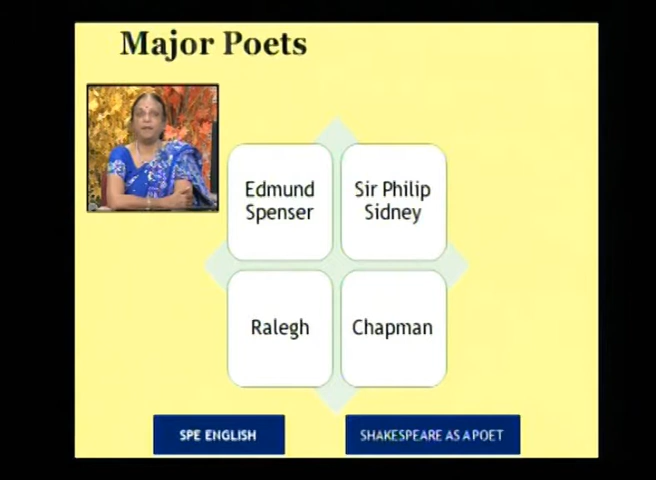 Major Poets
Edmund
Spenser
Sir Philip
Sidney
Ralegh
Chapman
SPE ENGLISH
SHAKESPEARE AS A POET